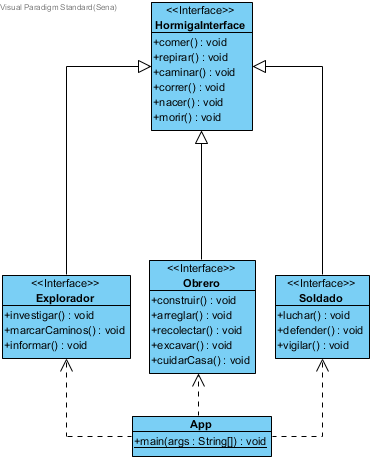 Visual Paradigm Standard(Sena)
<<Interface>>
HormigaInterface
+comer() : void
+repirar() : void
+caminar() : void
+correr() : void
+nacer() : void
+morir() : void
<<Interface>>
Explorador
+investigar() : void
+marcarCaminos() : void
+informar() : void
<<Interface>>
Obrero
+construir() : void
+arreglar() : void
+recolectar() : void
+excavar() : void
+cuidarCasa() : void
<<Interface>>
Soldado
+luchar() : void
+defender() : void
+vigilar() : void
App
+main(args : String[]) : void